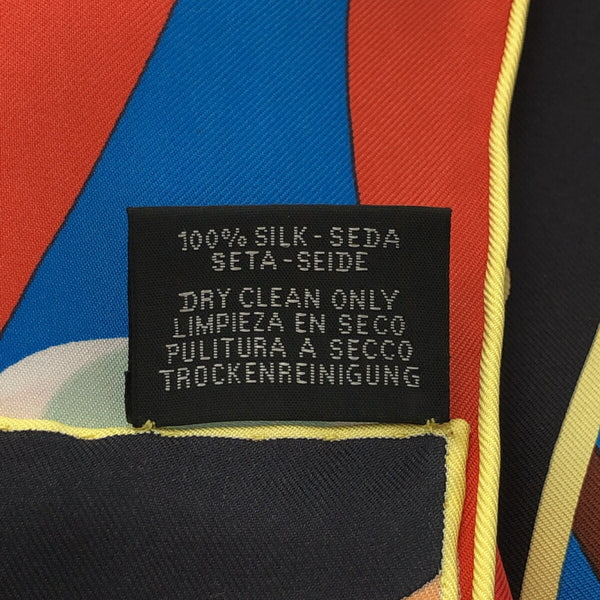 100% SILK-SEDA
SETA-SEIDE
DRY CLEAN ONLY
LIMPIEZA EN SECO
PULITURA A SECCO
TROCKENREINIGUNG